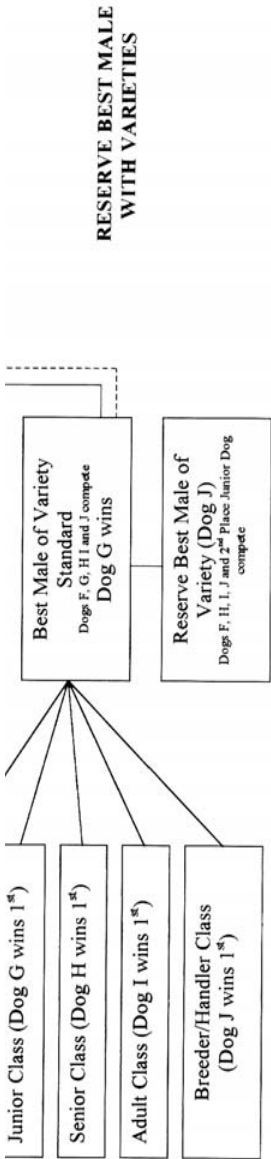 RESERVE BEST MALE
WITH VARIETIES
Best Male of Variety
Standard
Dogs F, G, H I and J compete
Dog G wins
Reserve Best Male of
Variety (Dog J)
Dogs F, H, I, J and 2nd Place Junior Dog
compete
Junior Class (Dog G wins 1st)
Senior Class (Dog H wins 1st)
Adult Class (Dog I wins 1st)
Breeder/Handler Class
(Dog J wins 1st)